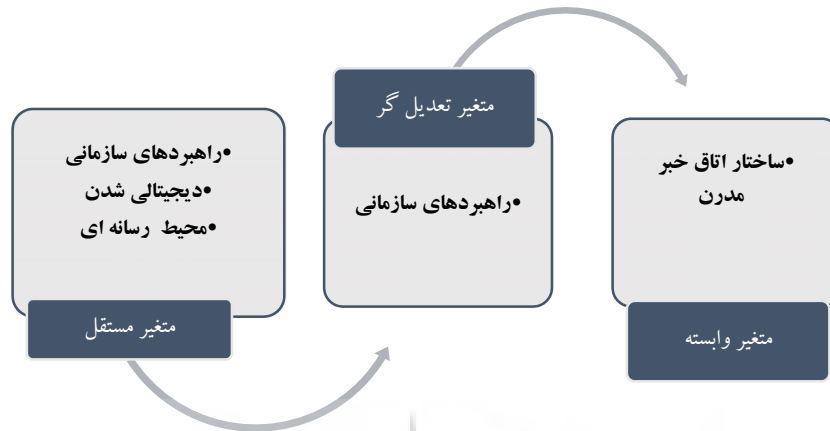 •راهبردهای سازمانی
•دیجیتالی شدن
•محیط رسانه ای
متغیر مستقل
متغیر تعدیل گر
•راهبردهای سازمانی
•ساختار اتاق خبر
مدرن
متغیر وابسته